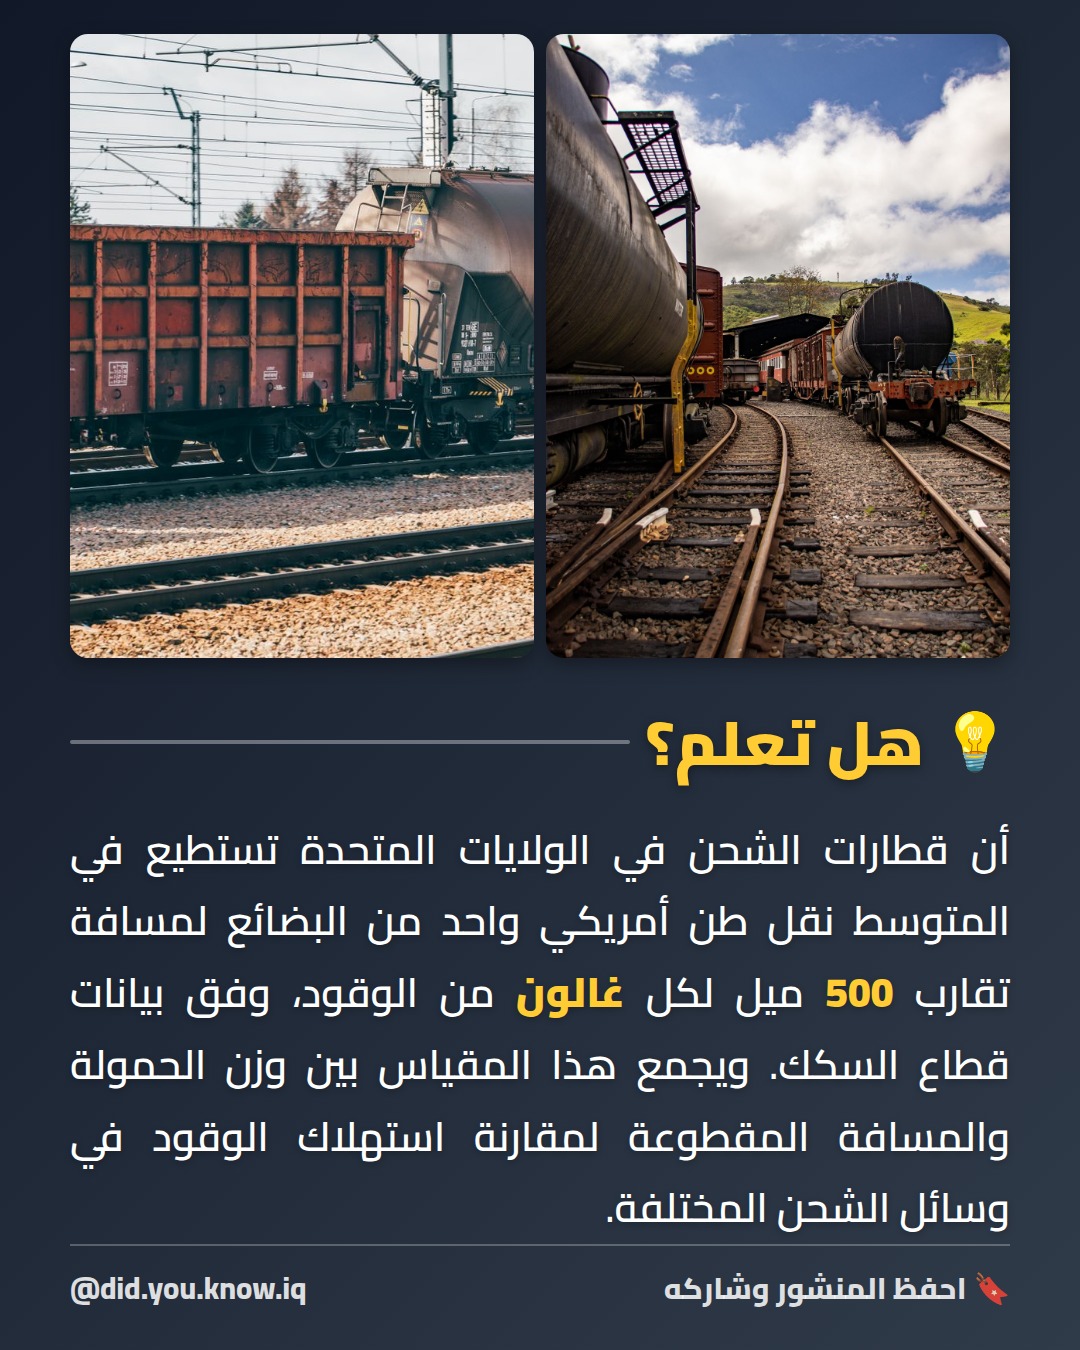 هل تعلم؟
أن قطارات الشحن في الولايات المتحدة تستطيع في
المتوسط نقل طن أمريكي واحد من البضائع لمسافة
تقارب 500 ميل لكل غالون من الوقود، وفق بيانات
قطاع السكك. ويجمع هذا المقياس بين وزن الحمولة
والمسافة المقطوعة لمقارنة استهلاك الوقود في
وسائل الشحن المختلفة.
احفظ المنشور وشاركه
@did.you.know.iq